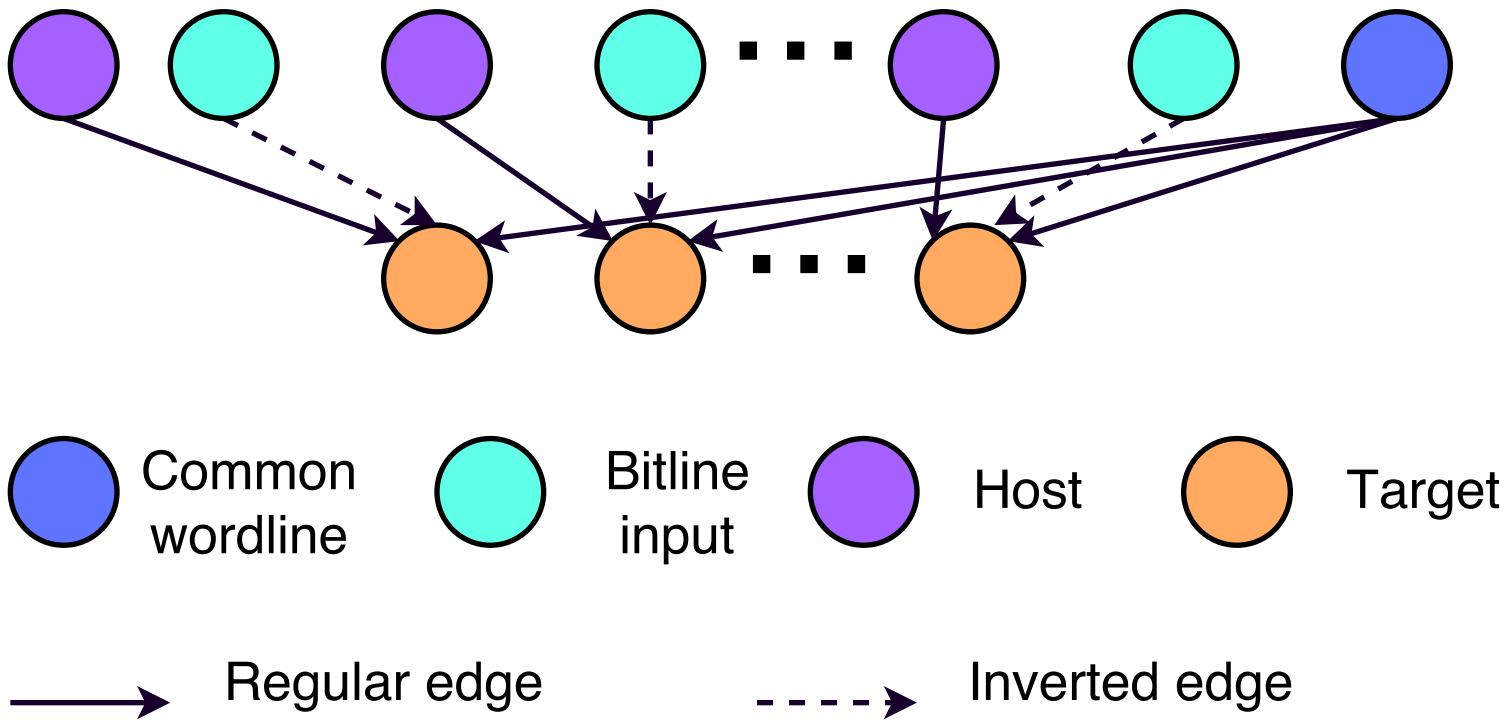 Common
wordline
Bitline
input
Host
Target
Regular edge
Inverted edge